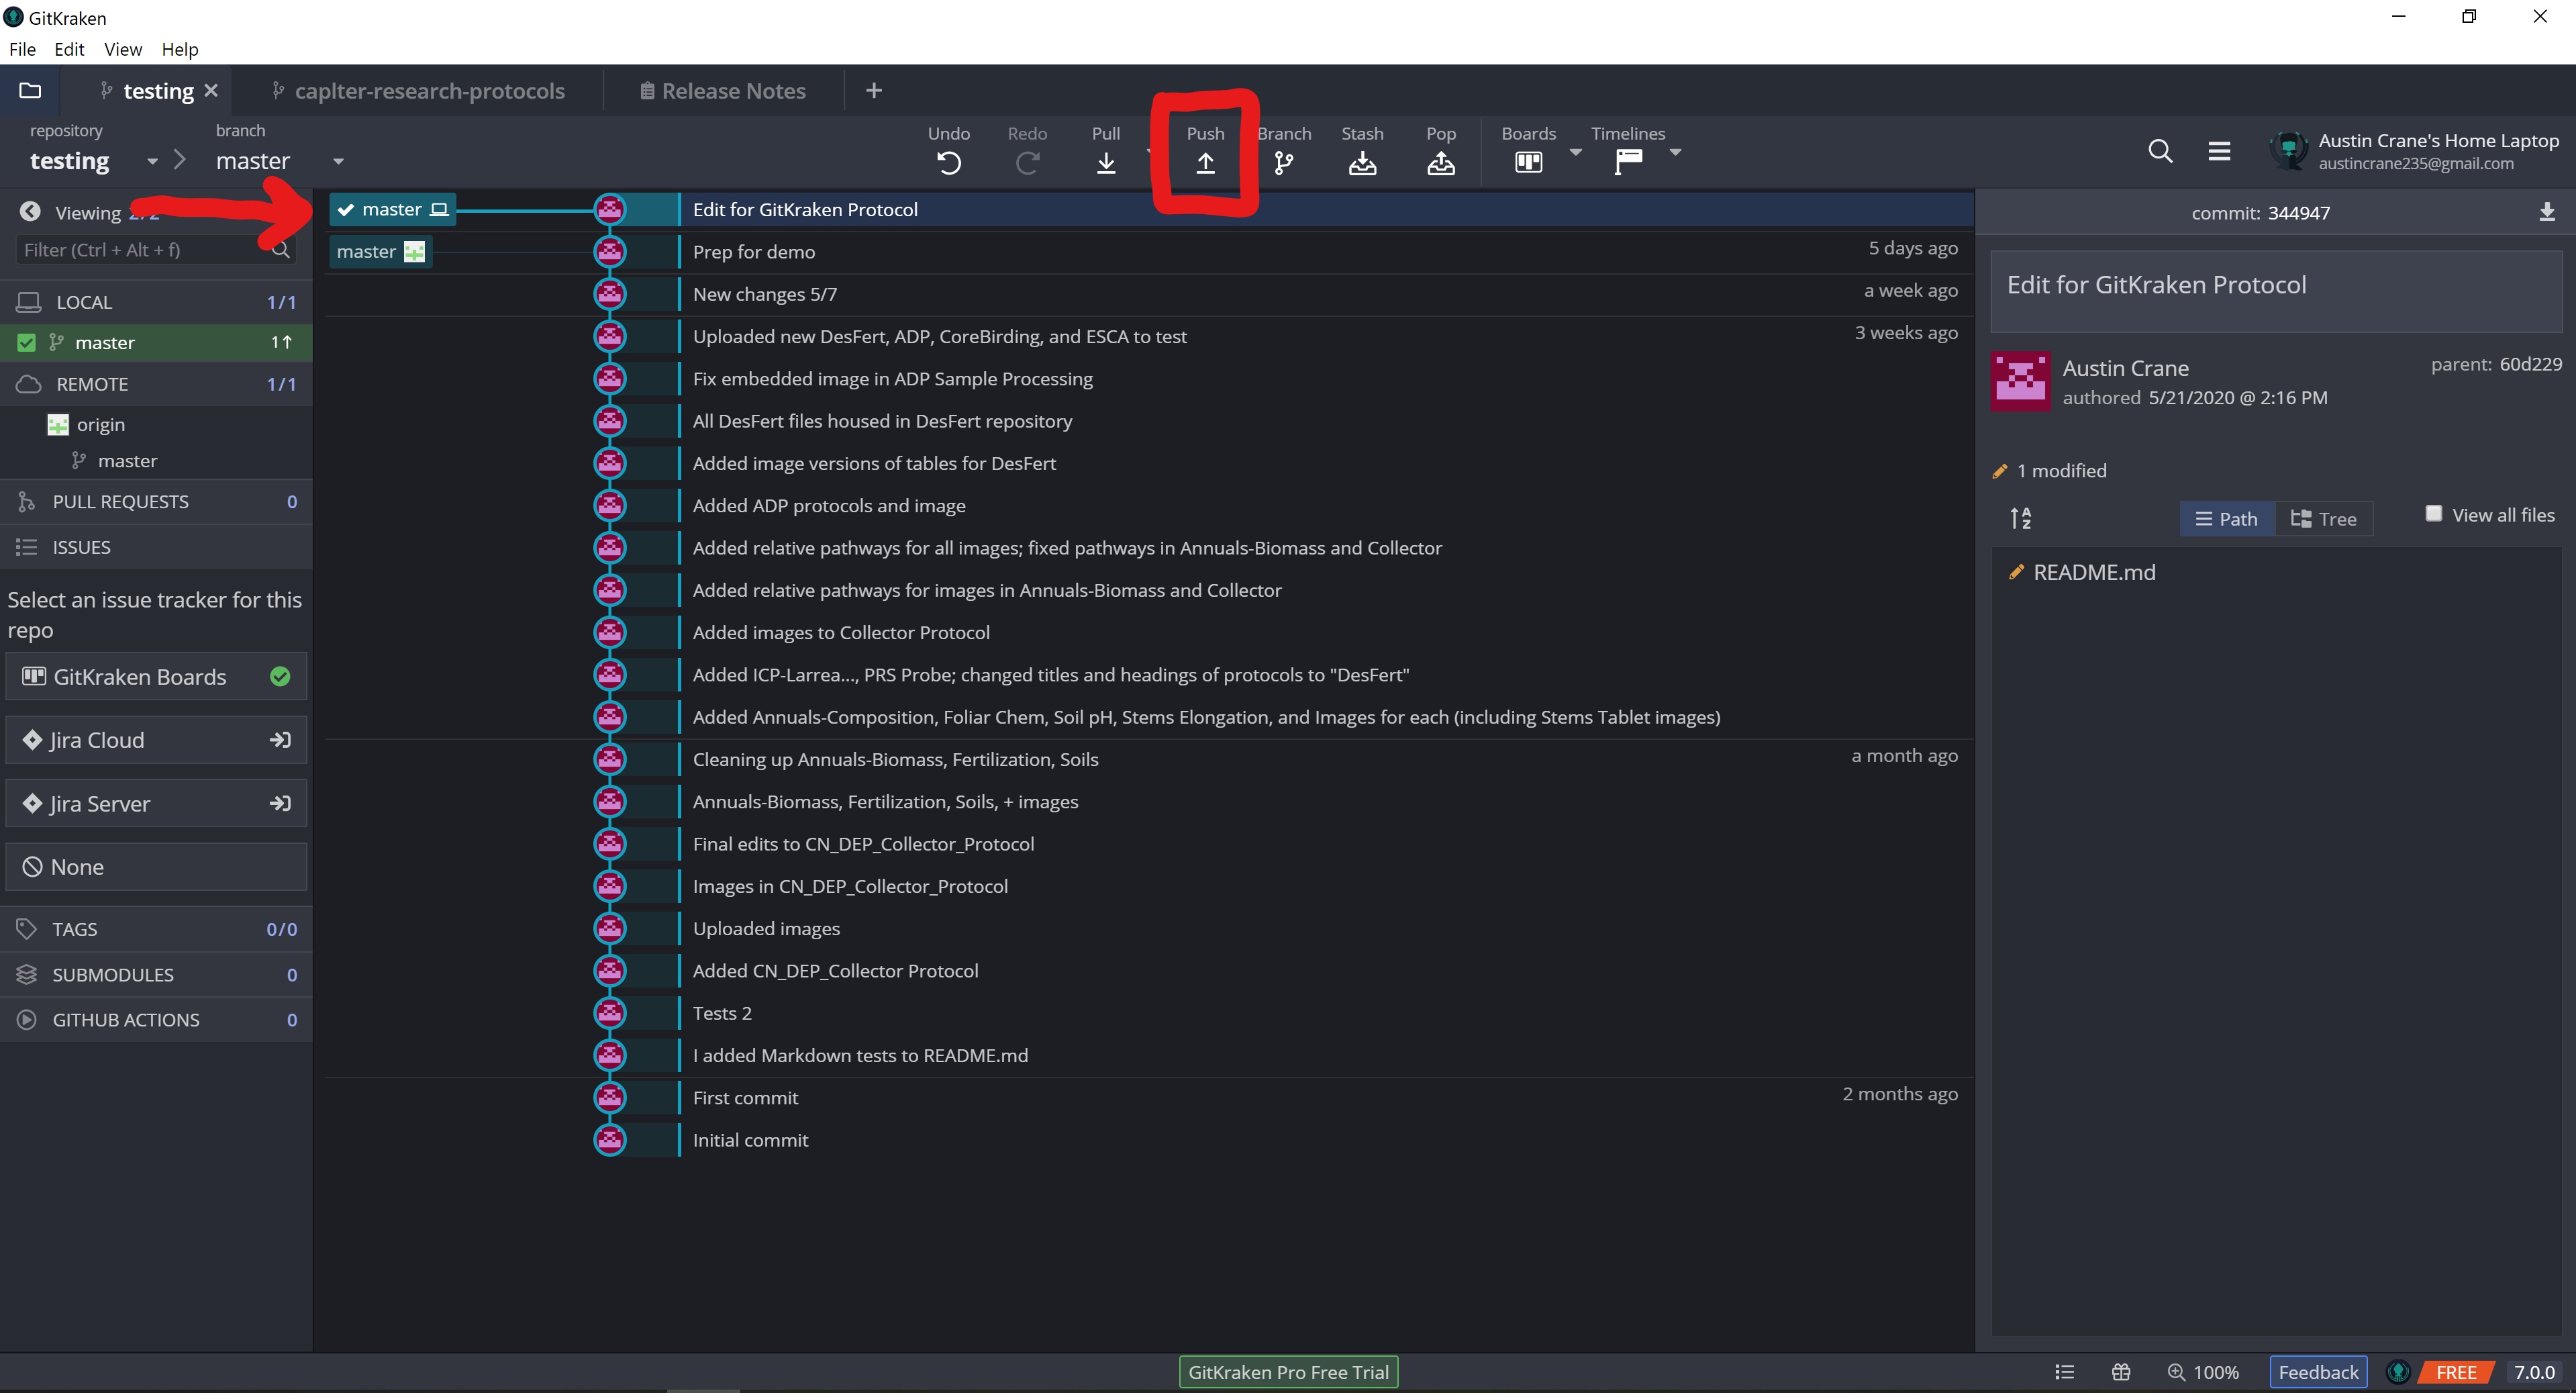 GitKraken
File Edit View Help
testing caplter-research-protocols Release Notes
repository branch Undo Redo Pull Push Branch Stash Pop Boards Timelines
testing master
Austin Crane's Home Laptop
austincrane235@gmail.com
Viewing 2/2
Filter (Ctrl + Alt + f)
LOCAL 1/1
master 1↑
REMOTE 1/1
origin
master
PULL REQUESTS 0
ISSUES
Select an issue tracker for this
repo
GitKraken Boards
Jira Cloud
Jira Server
None
TAGS 0/0
SUBMODULES 0
GITHUB ACTIONS 0
master Edit for GitKraken Protocol
master Prep for demo 5 days ago
New changes 5/7 a week ago
Uploaded new DesFert, ADP, CoreBirding, and ESCA to test 3 weeks ago
Fix embedded image in ADP Sample Processing
All DesFert files housed in DesFert repository
Added image versions of tables for DesFert
Added ADP protocols and image
Added relative pathways for all images; fixed pathways in Annuals-Biomass and Collector
Added relative pathways for images in Annuals-Biomass and Collector
Added images to Collector Protocol
Added ICP-Larrea..., PRS Probe; changed titles and headings of protocols to "DesFert"
Added Annuals-Composition, Foliar Chem, Soil pH, Stems Elongation, and Images for each (including Stems Tablet images)
Cleaning up Annuals-Biomass, Fertilization, Soils a month ago
Annuals-Biomass, Fertilization, Soils, + images
Final edits to CN_DEP_Collector_Protocol
Images in CN_DEP_Collector_Protocol
Uploaded images
Added CN_DEP_Collector Protocol
Tests 2
I added Markdown tests to README.md
First commit 2 months ago
Initial commit
commit: 344947
Edit for GitKraken Protocol
Austin Crane parent: 60d229
authored 5/21/2020 @ 2:16 PM
1 modified
Path Tree View all files
README.md
GitKraken Pro Free Trial 100% Feedback FREE 7.0.0